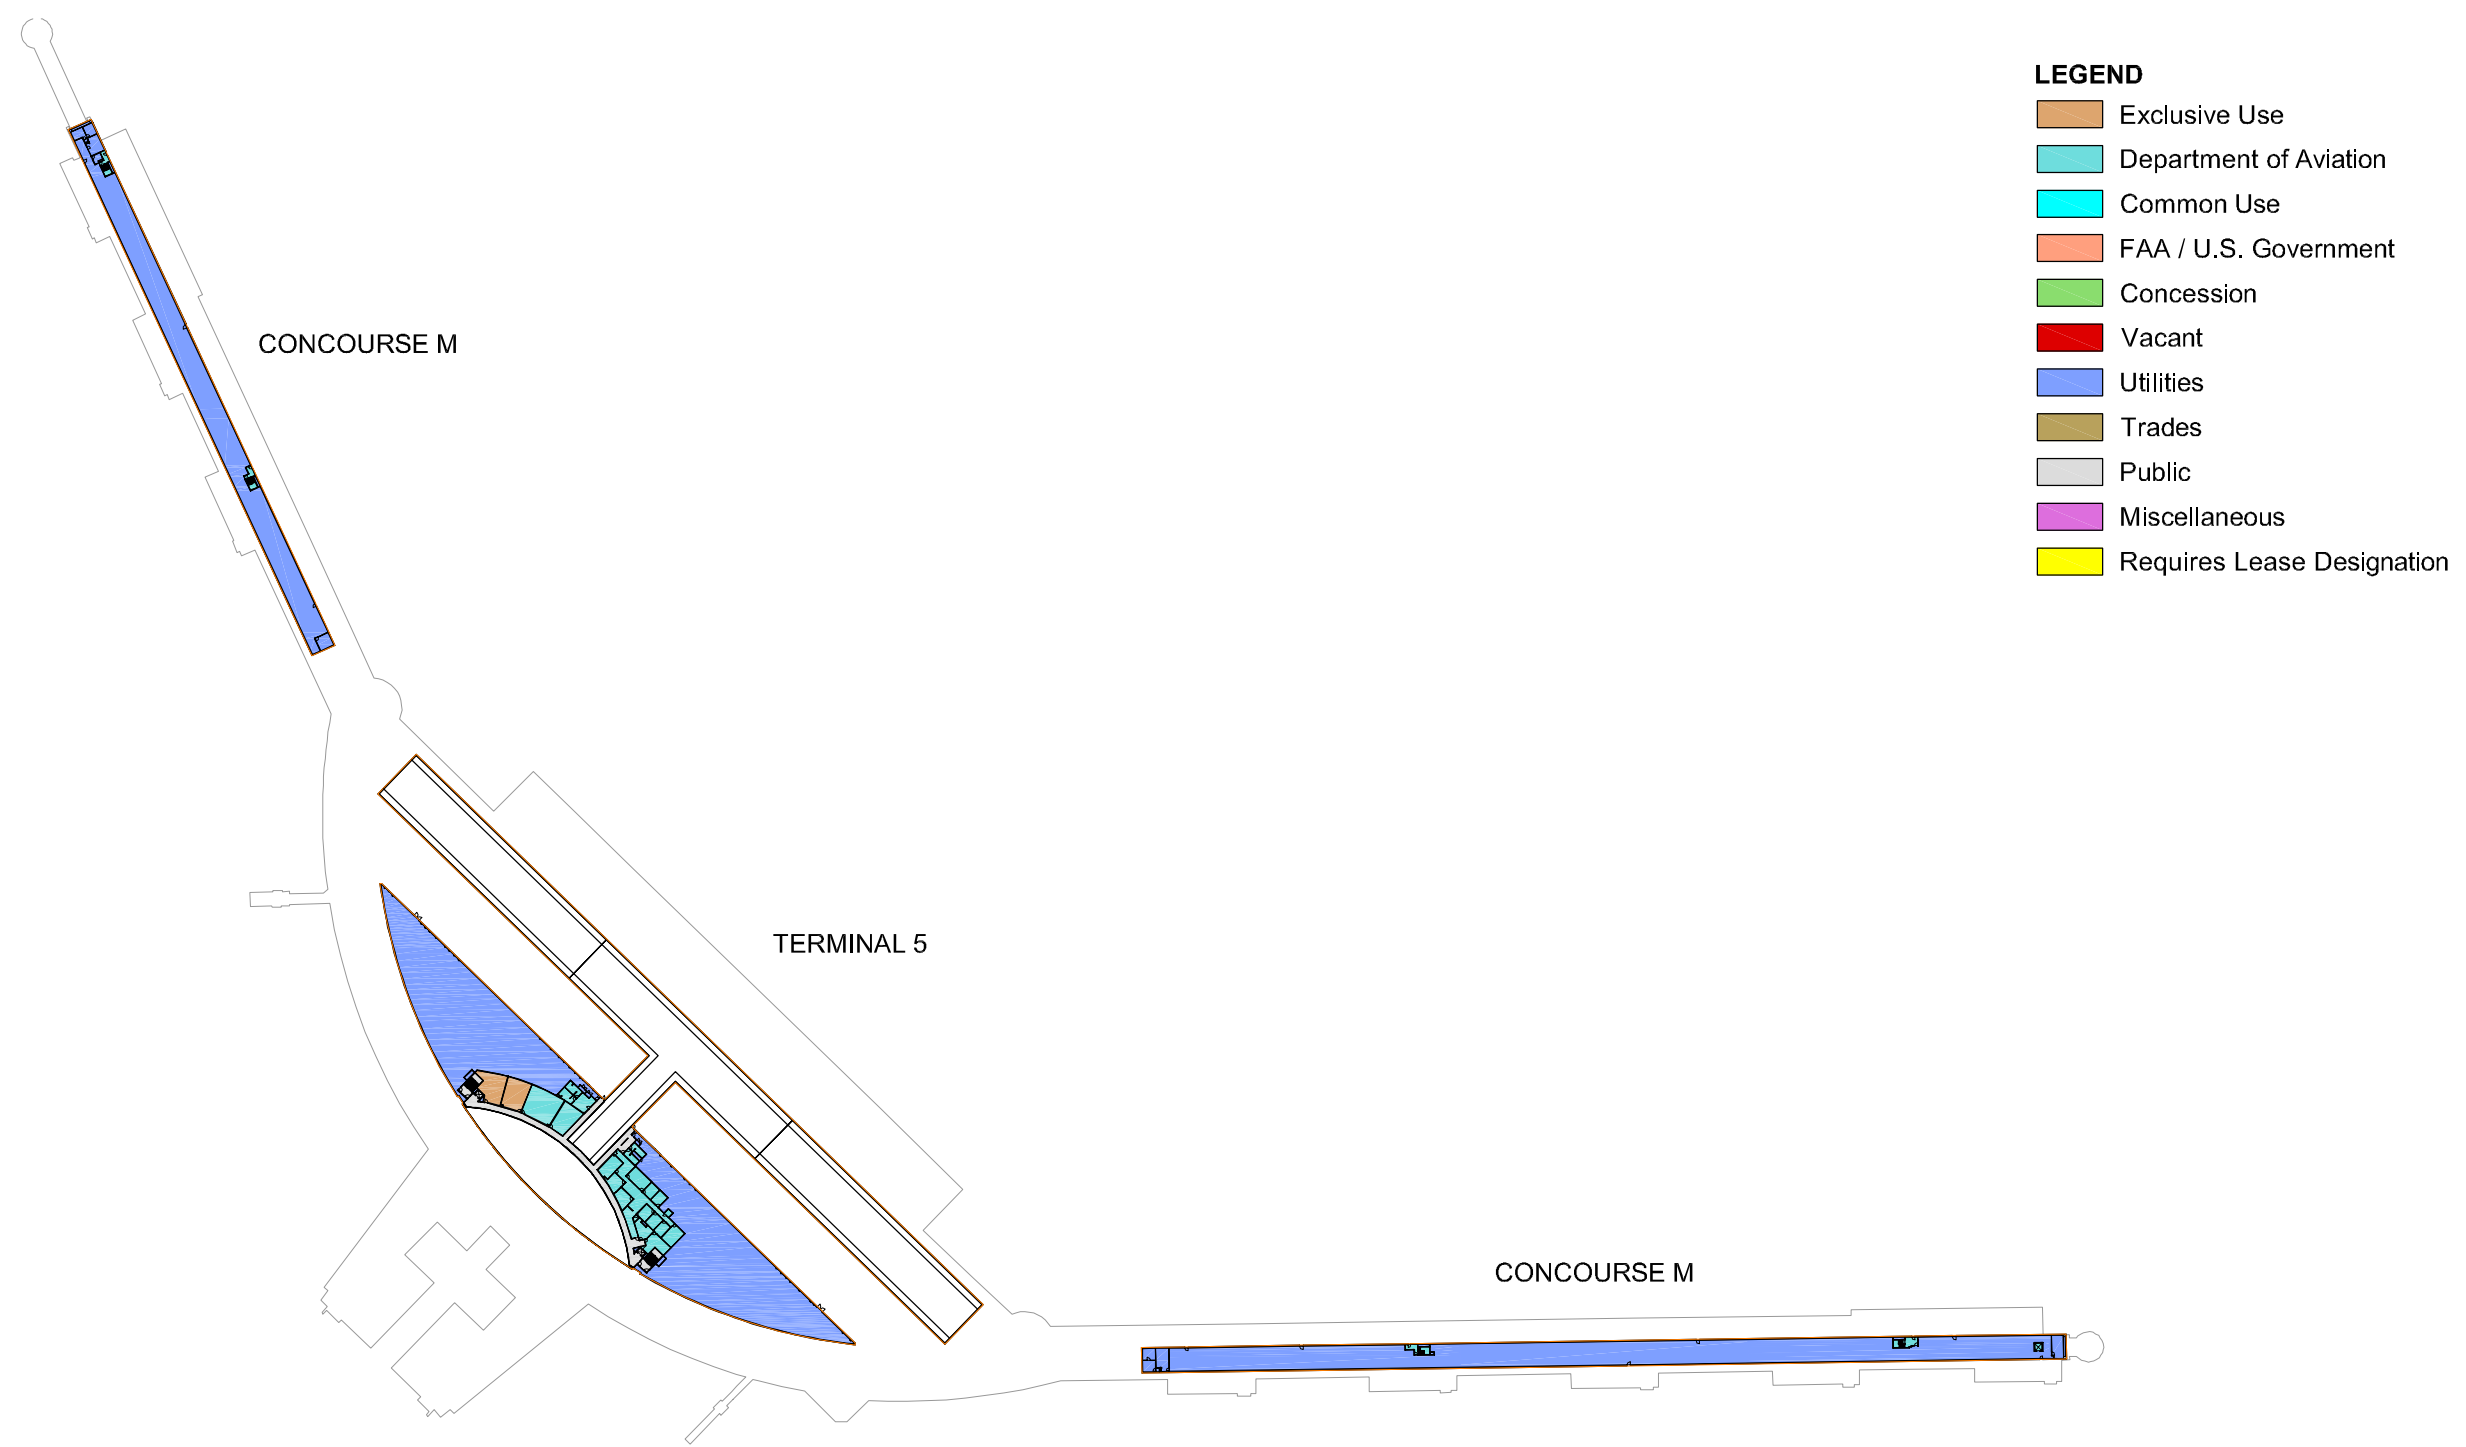 LEGEND
Exclusive Use
Department of Aviation
Common Use
FAA / U.S. Government
Concession
Vacant
Utilities
Trades
Public
Miscellaneous
Requires Lease Designation
CONCOURSE M
TERMINAL 5
CONCOURSE M